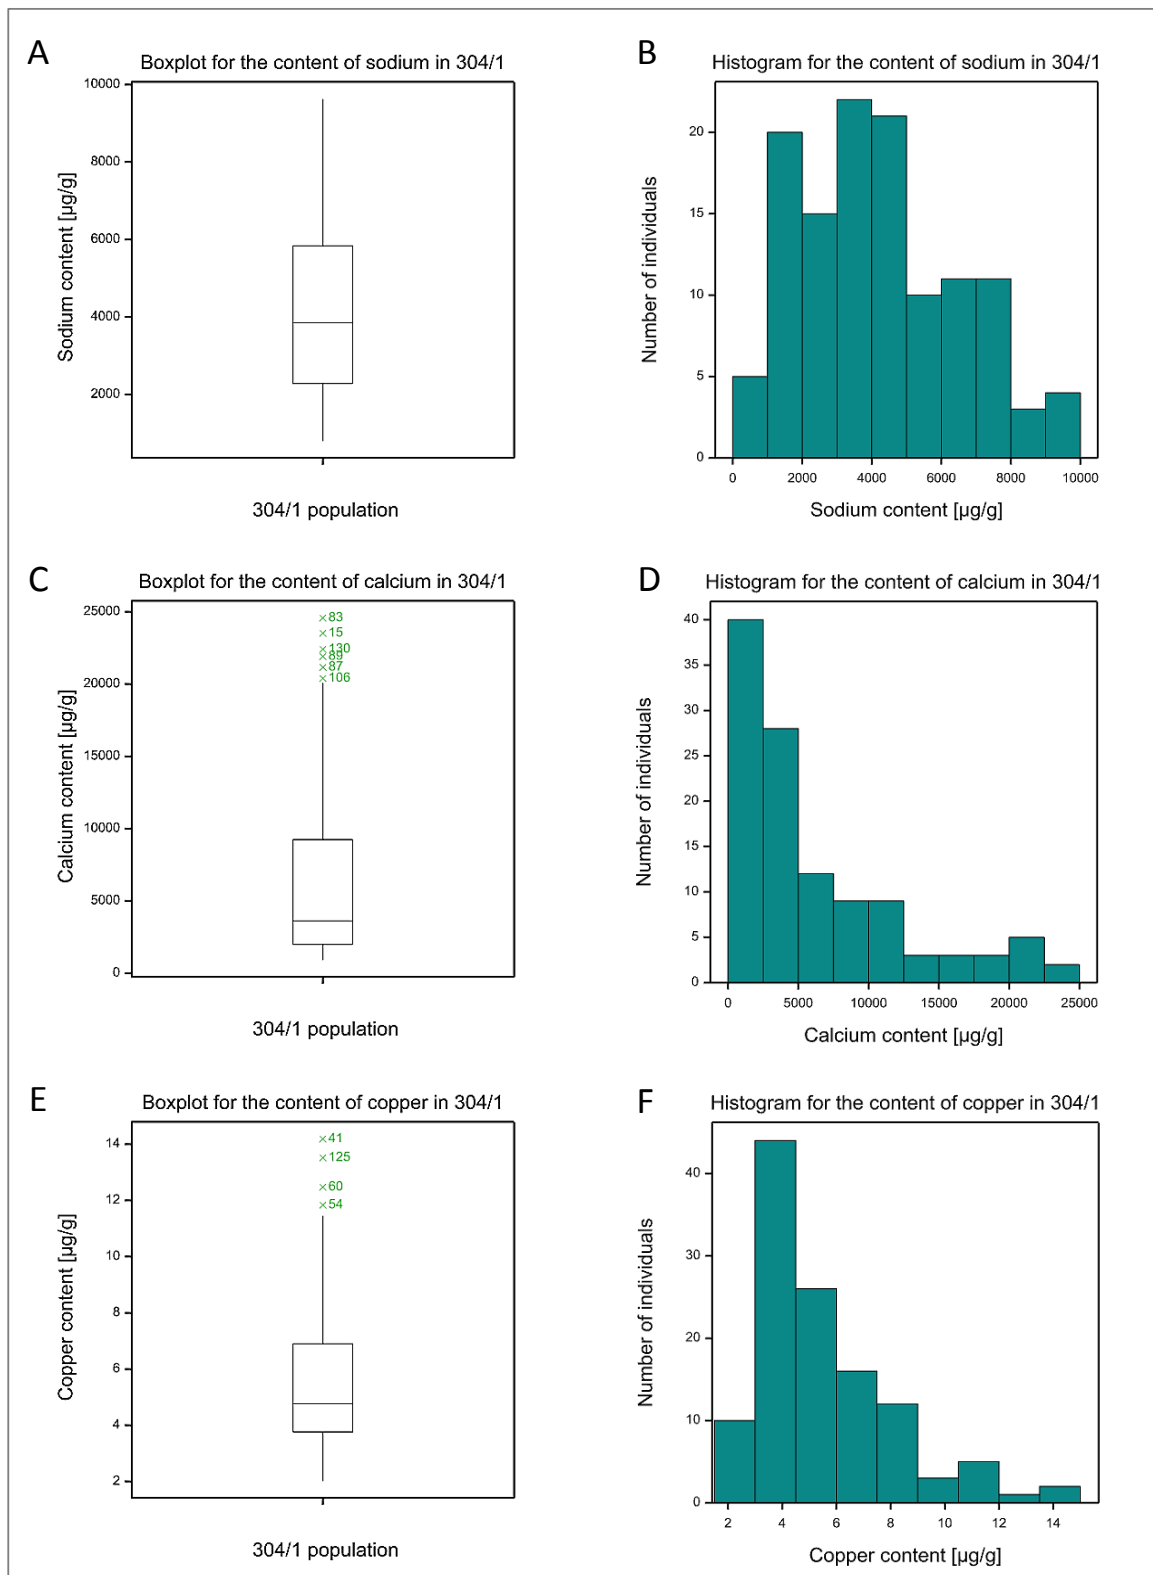 A
Boxplot for the content of sodium in 304/1
Sodium content [µg/g]
10000
8000
6000
4000
2000
304/1 population
B
Histogram for the content of sodium in 304/1
Number of individuals
20
15
10
5
0
0 2000 4000 6000 8000 10000
Sodium content [µg/g]
C
Boxplot for the content of calcium in 304/1
Calcium content [µg/g]
25000
20000
15000
10000
5000
0
×83
×15
×130
×89
×87
×106
304/1 population
D
Histogram for the content of calcium in 304/1
Number of individuals
40
35
30
25
20
15
10
5
0
0 5000 10000 15000 20000 25000
Calcium content [µg/g]
E
Boxplot for the content of copper in 304/1
Copper content [µg/g]
14
12
10
8
6
4
2
×41
×125
×60
×54
304/1 population
F
Histogram for the content of copper in 304/1
Number of individuals
40
30
20
10
0
2 4 6 8 10 12 14
Copper content [µg/g]